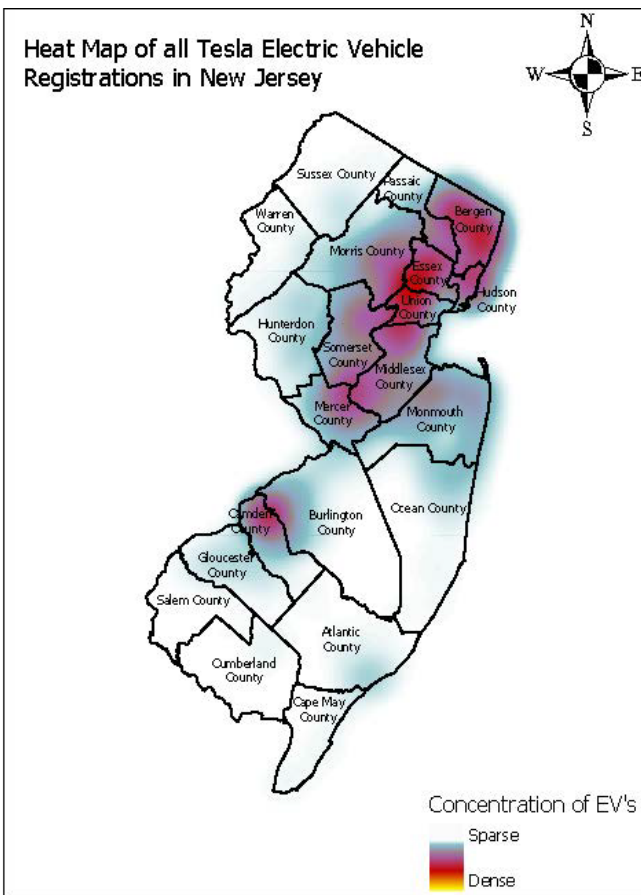 Heat Map of all Tesla Electric Vehicle
Registrations in New Jersey
N
W
E
S
Sussex County
Passaic
County
Bergen
County
Warren
County
Morris County
Essex
County
Hudson
County
Union
County
Hunterdon
County
Somerset
County
Middlesex
County
Mercer
County
Monmouth
County
Ocean County
Camden
County
Burlington
County
Gloucester
County
Salem County
Atlantic
County
Cumberland
County
Cape May
County
Concentration of EV's
Sparse
Dense